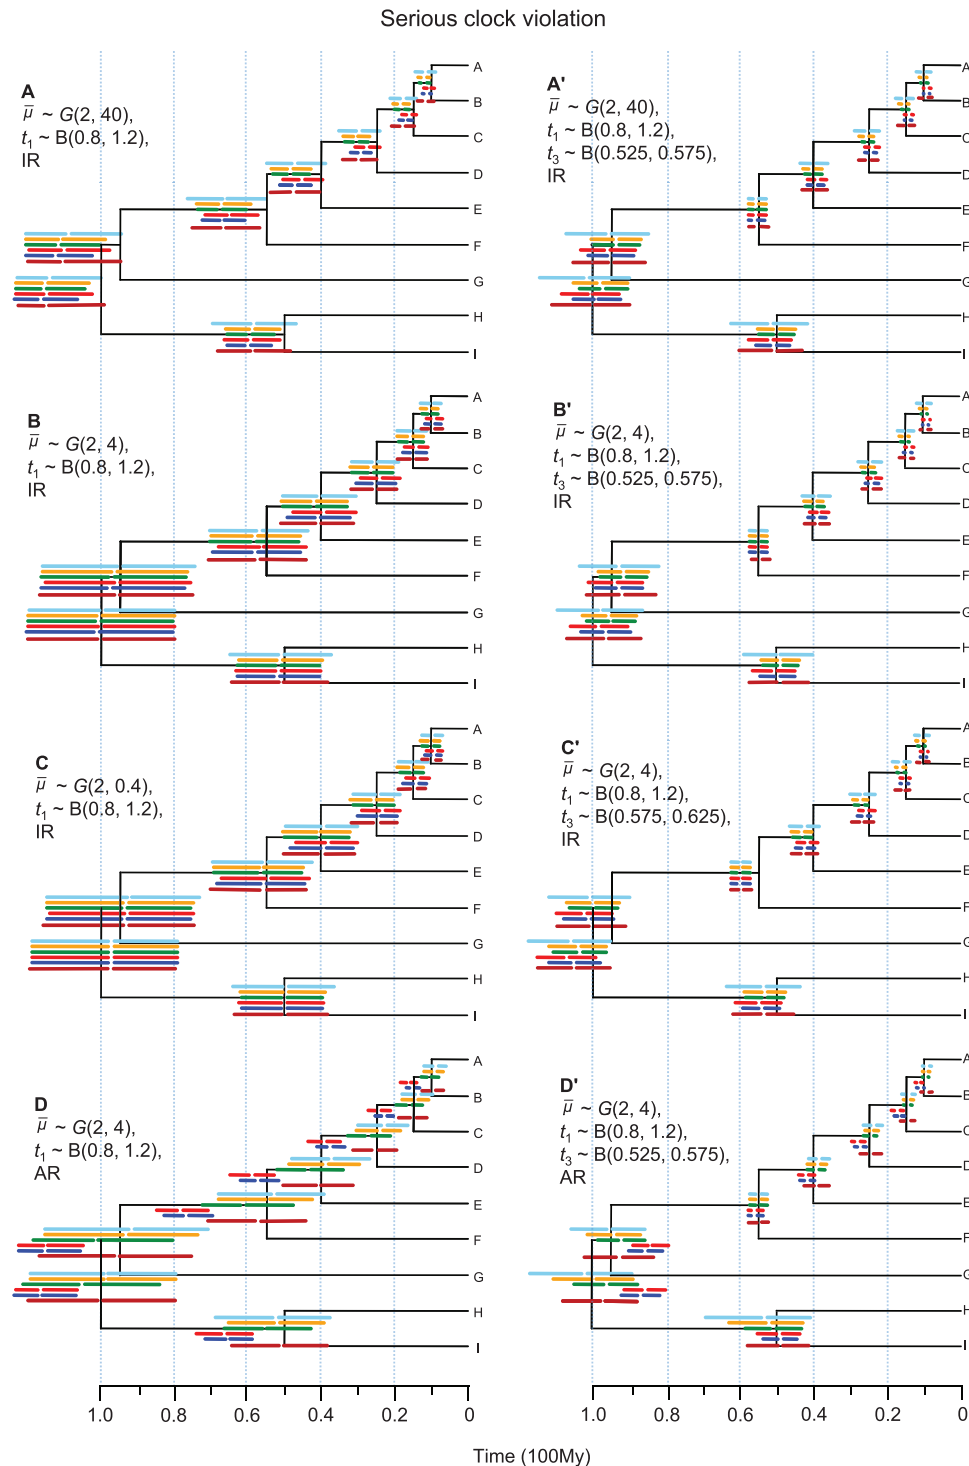 Serious clock violation
A
μ̄ ~ G(2, 40),
t1 ~ B(0.8, 1.2),
IR
A
B
C
D
E
F
G
H
I
A'
μ̄ ~ G(2, 40),
t1 ~ B(0.8, 1.2),
t3 ~ B(0.525, 0.575),
IR
A
B
C
D
E
F
G
H
I
B
μ̄ ~ G(2, 4),
t1 ~ B(0.8, 1.2),
IR
A
B
C
D
E
F
G
H
I
B'
μ̄ ~ G(2, 4),
t1 ~ B(0.8, 1.2),
t3 ~ B(0.525, 0.575),
IR
A
B
C
D
E
F
G
H
I
C
μ̄ ~ G(2, 0.4),
t1 ~ B(0.8, 1.2),
IR
A
B
C
D
E
F
G
H
I
C'
μ̄ ~ G(2, 4),
t1 ~ B(0.8, 1.2),
t3 ~ B(0.575, 0.625),
IR
A
B
C
D
E
F
G
H
I
D
μ̄ ~ G(2, 4),
t1 ~ B(0.8, 1.2),
AR
A
B
C
D
E
F
G
H
I
D'
μ̄ ~ G(2, 4),
t1 ~ B(0.8, 1.2),
t3 ~ B(0.525, 0.575),
AR
A
B
C
D
E
F
G
H
I
1.0 0.8 0.6 0.4 0.2 0
1.0 0.8 0.6 0.4 0.2 0
Time (100My)